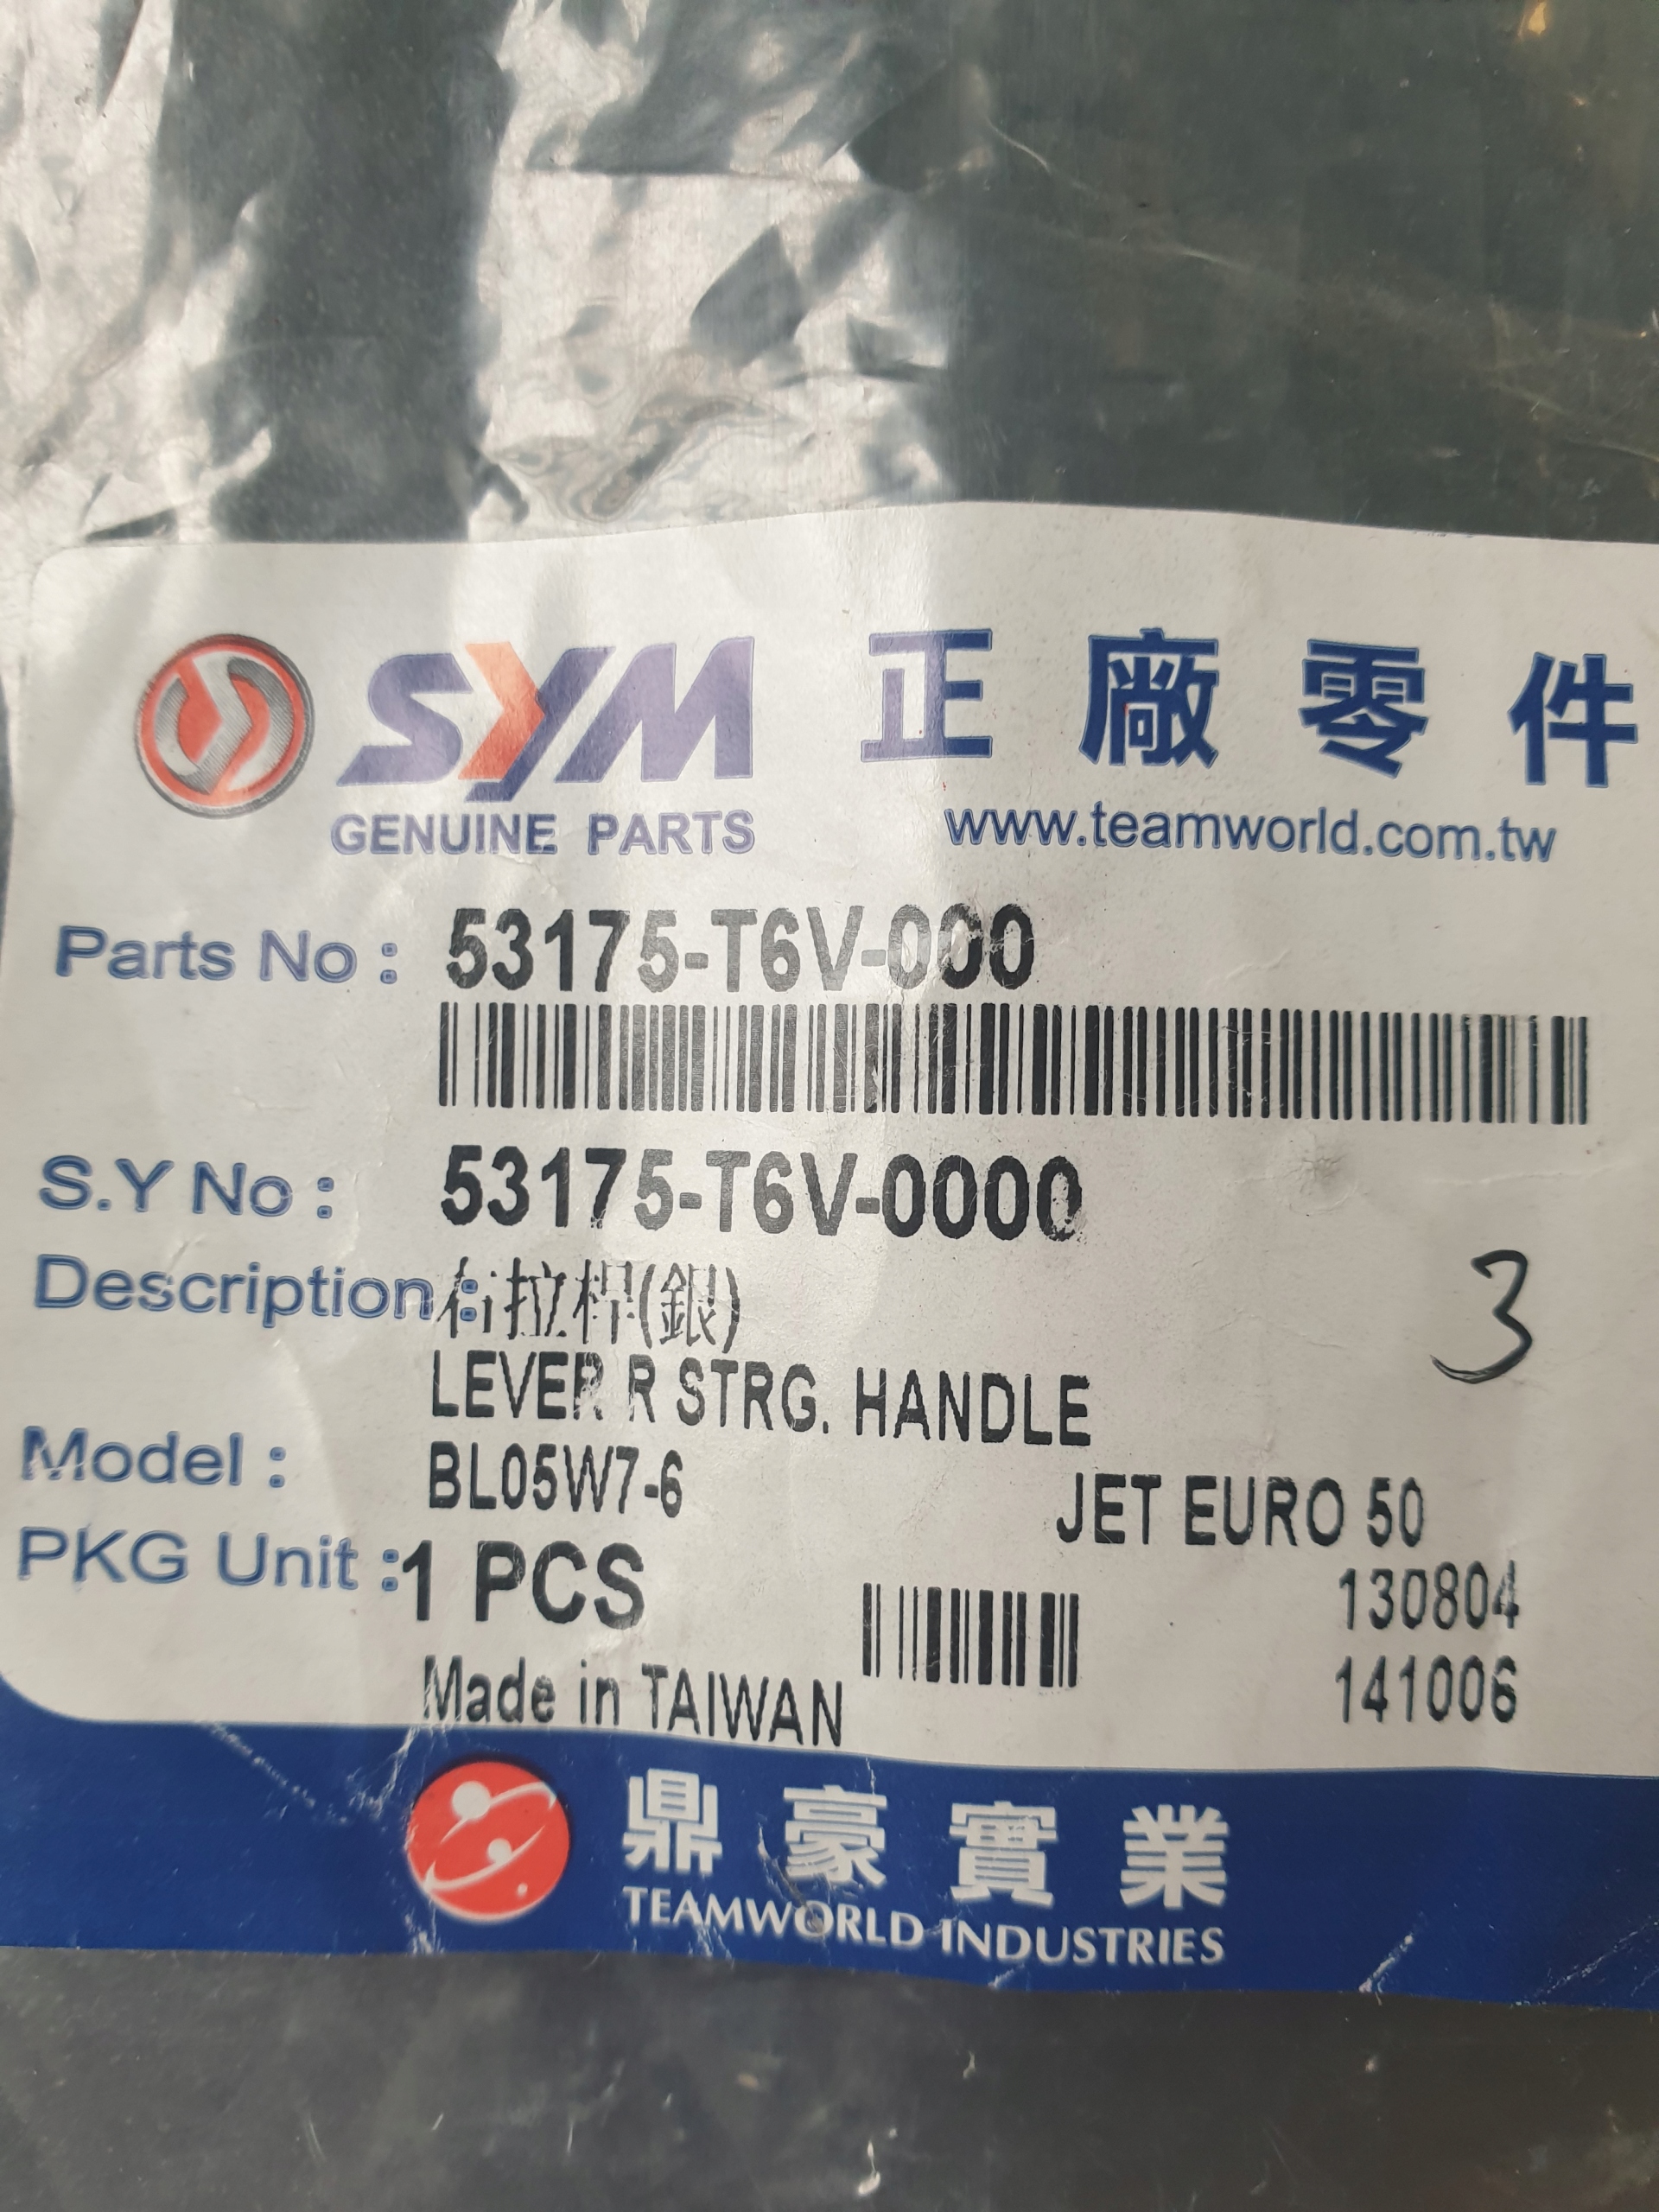 SYM 正廠零件
GENUINE PARTS www.teamworld.com.tw
Parts No : 53175-T6V-000
S.Y No : 53175-T6V-0000
Description : 右拉桿(銀)
LEVER R STRG. HANDLE
3
Model : BL05W7-6 JET EURO 50
PKG Unit : 1 PCS 130804
Made in TAIWAN 141006
鼎豪實業
TEAMWORLD INDUSTRIES